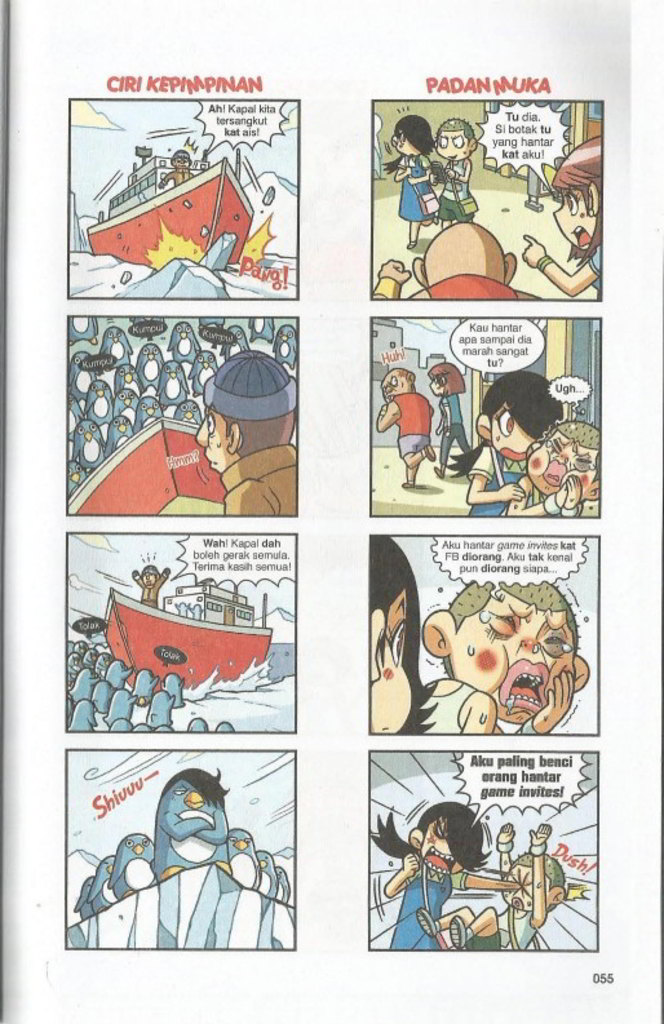 CIRI KEPIMPINAN
Ah! Kapal kita
tersangkut
kat ais!
Pang!
Kumpul
Kumpul
Kumpul
Hmm?
Wah! Kapal dah
boleh gerak semula.
Terima kasih semua!
Tolak
Tolak
Shiuuu
PADAN MUKA
Tu dia.
Si botak tu
yang hantar
kat aku!
Kau hantar
apa sampai dia
marah sangat
tu?
Huh!
Ugh...
Aku hantar game invites kat
FB diorang. Aku tak kenal
pun diorang siapa...
Aku paling benci
orang hantar
game invites!
Dush!
055